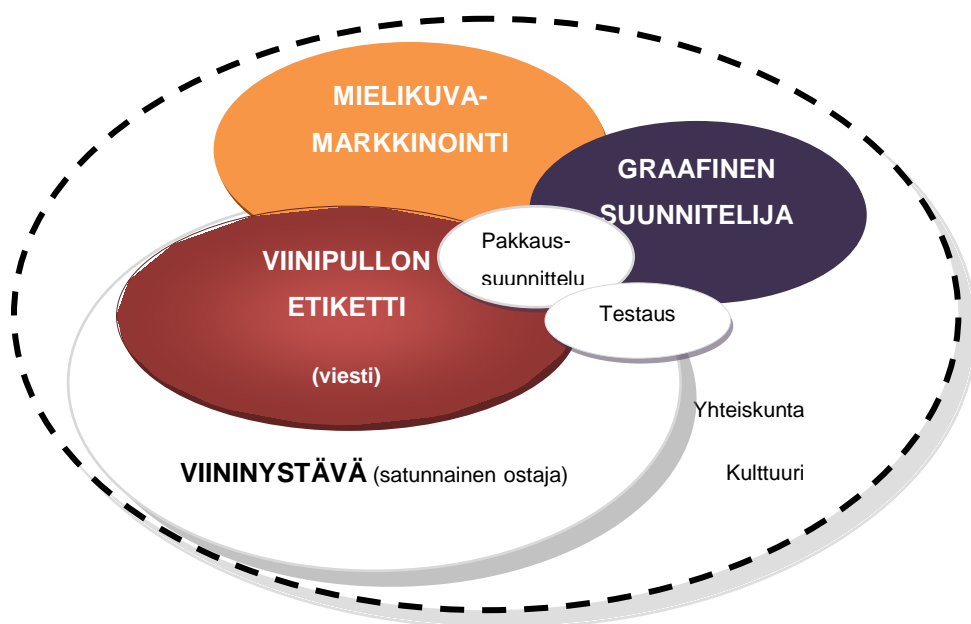 MIELIKUVA-
MARKKINOINTI
GRAAFINEN
SUUNNITELIJA
Pakkaus-
suunnittelu
VIINIPULLON
ETIKETTI
(viesti)
Testaus
Yhteiskunta
Kulttuuri
VIININYSTÄVÄ (satunnainen ostaja)